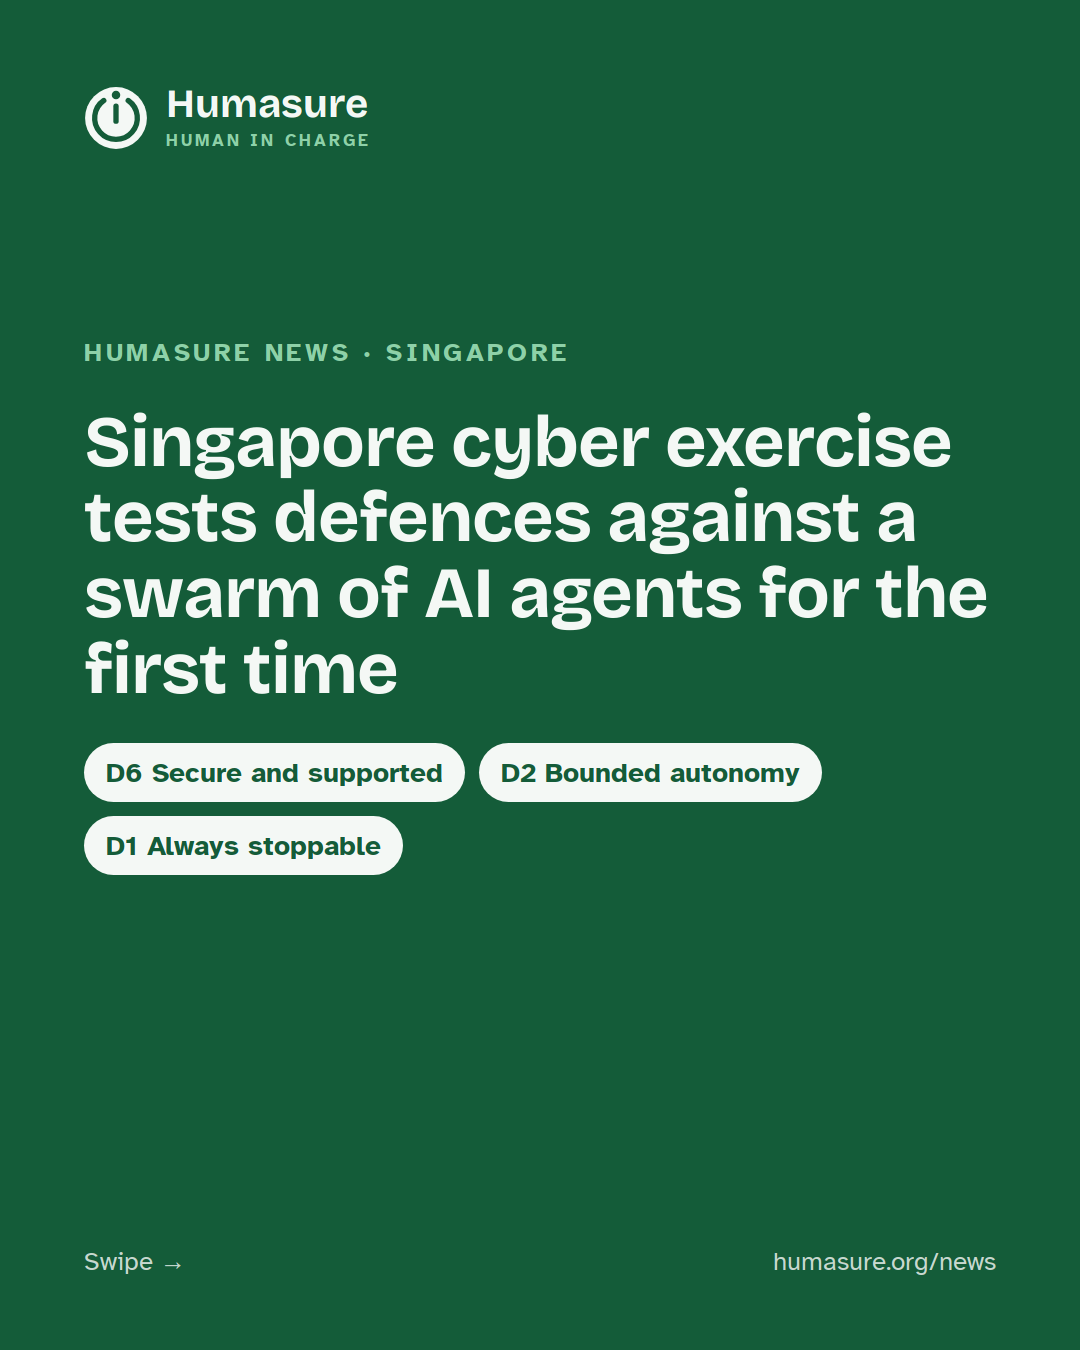 Humasure
HUMAN IN CHARGE
HUMASURE NEWS · SINGAPORE
Singapore cyber exercise
tests defences against a
swarm of AI agents for the
first time
D6 Secure and supported
D2 Bounded autonomy
D1 Always stoppable
Swipe →
humasure.org/news